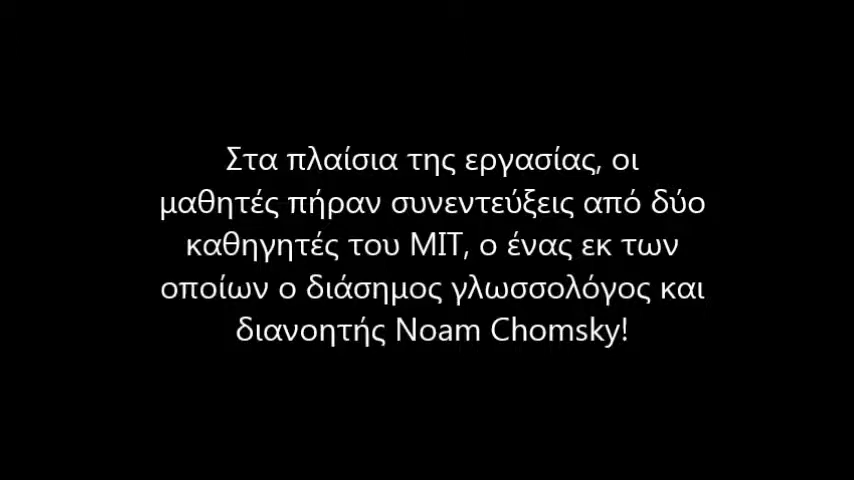 Στα πλαίσια της εργασίας, οι
μαθητές πήραν συνεντεύξεις από δύο
καθηγητές του MIT, ο ένας εκ των
οποίων ο διάσημος γλωσσολόγος και
διανοητής Noam Chomsky!